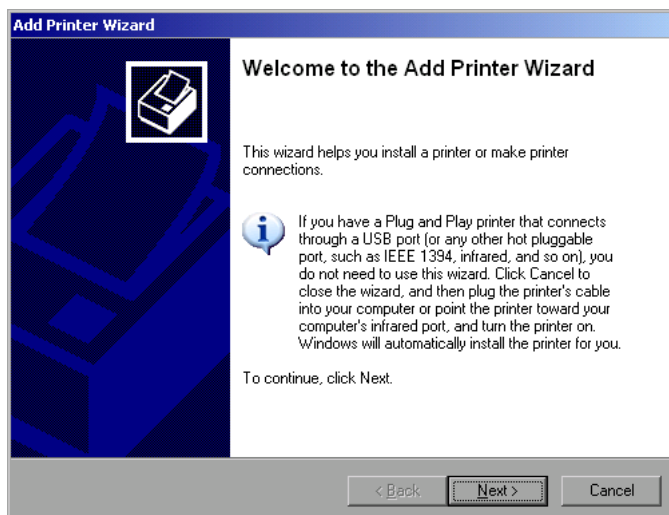 Add Printer Wizard
Welcome to the Add Printer Wizard
This wizard helps you install a printer or make printer
connections.
If you have a Plug and Play printer that connects
through a USB port (or any other hot pluggable
port, such as IEEE 1394, infrared, and so on), you
do not need to use this wizard. Click Cancel to
close the wizard, and then plug the printer's cable
into your computer or point the printer toward your
computer's infrared port, and turn the printer on.
Windows will automatically install the printer for you.
To continue, click Next.
< Back Next > Cancel